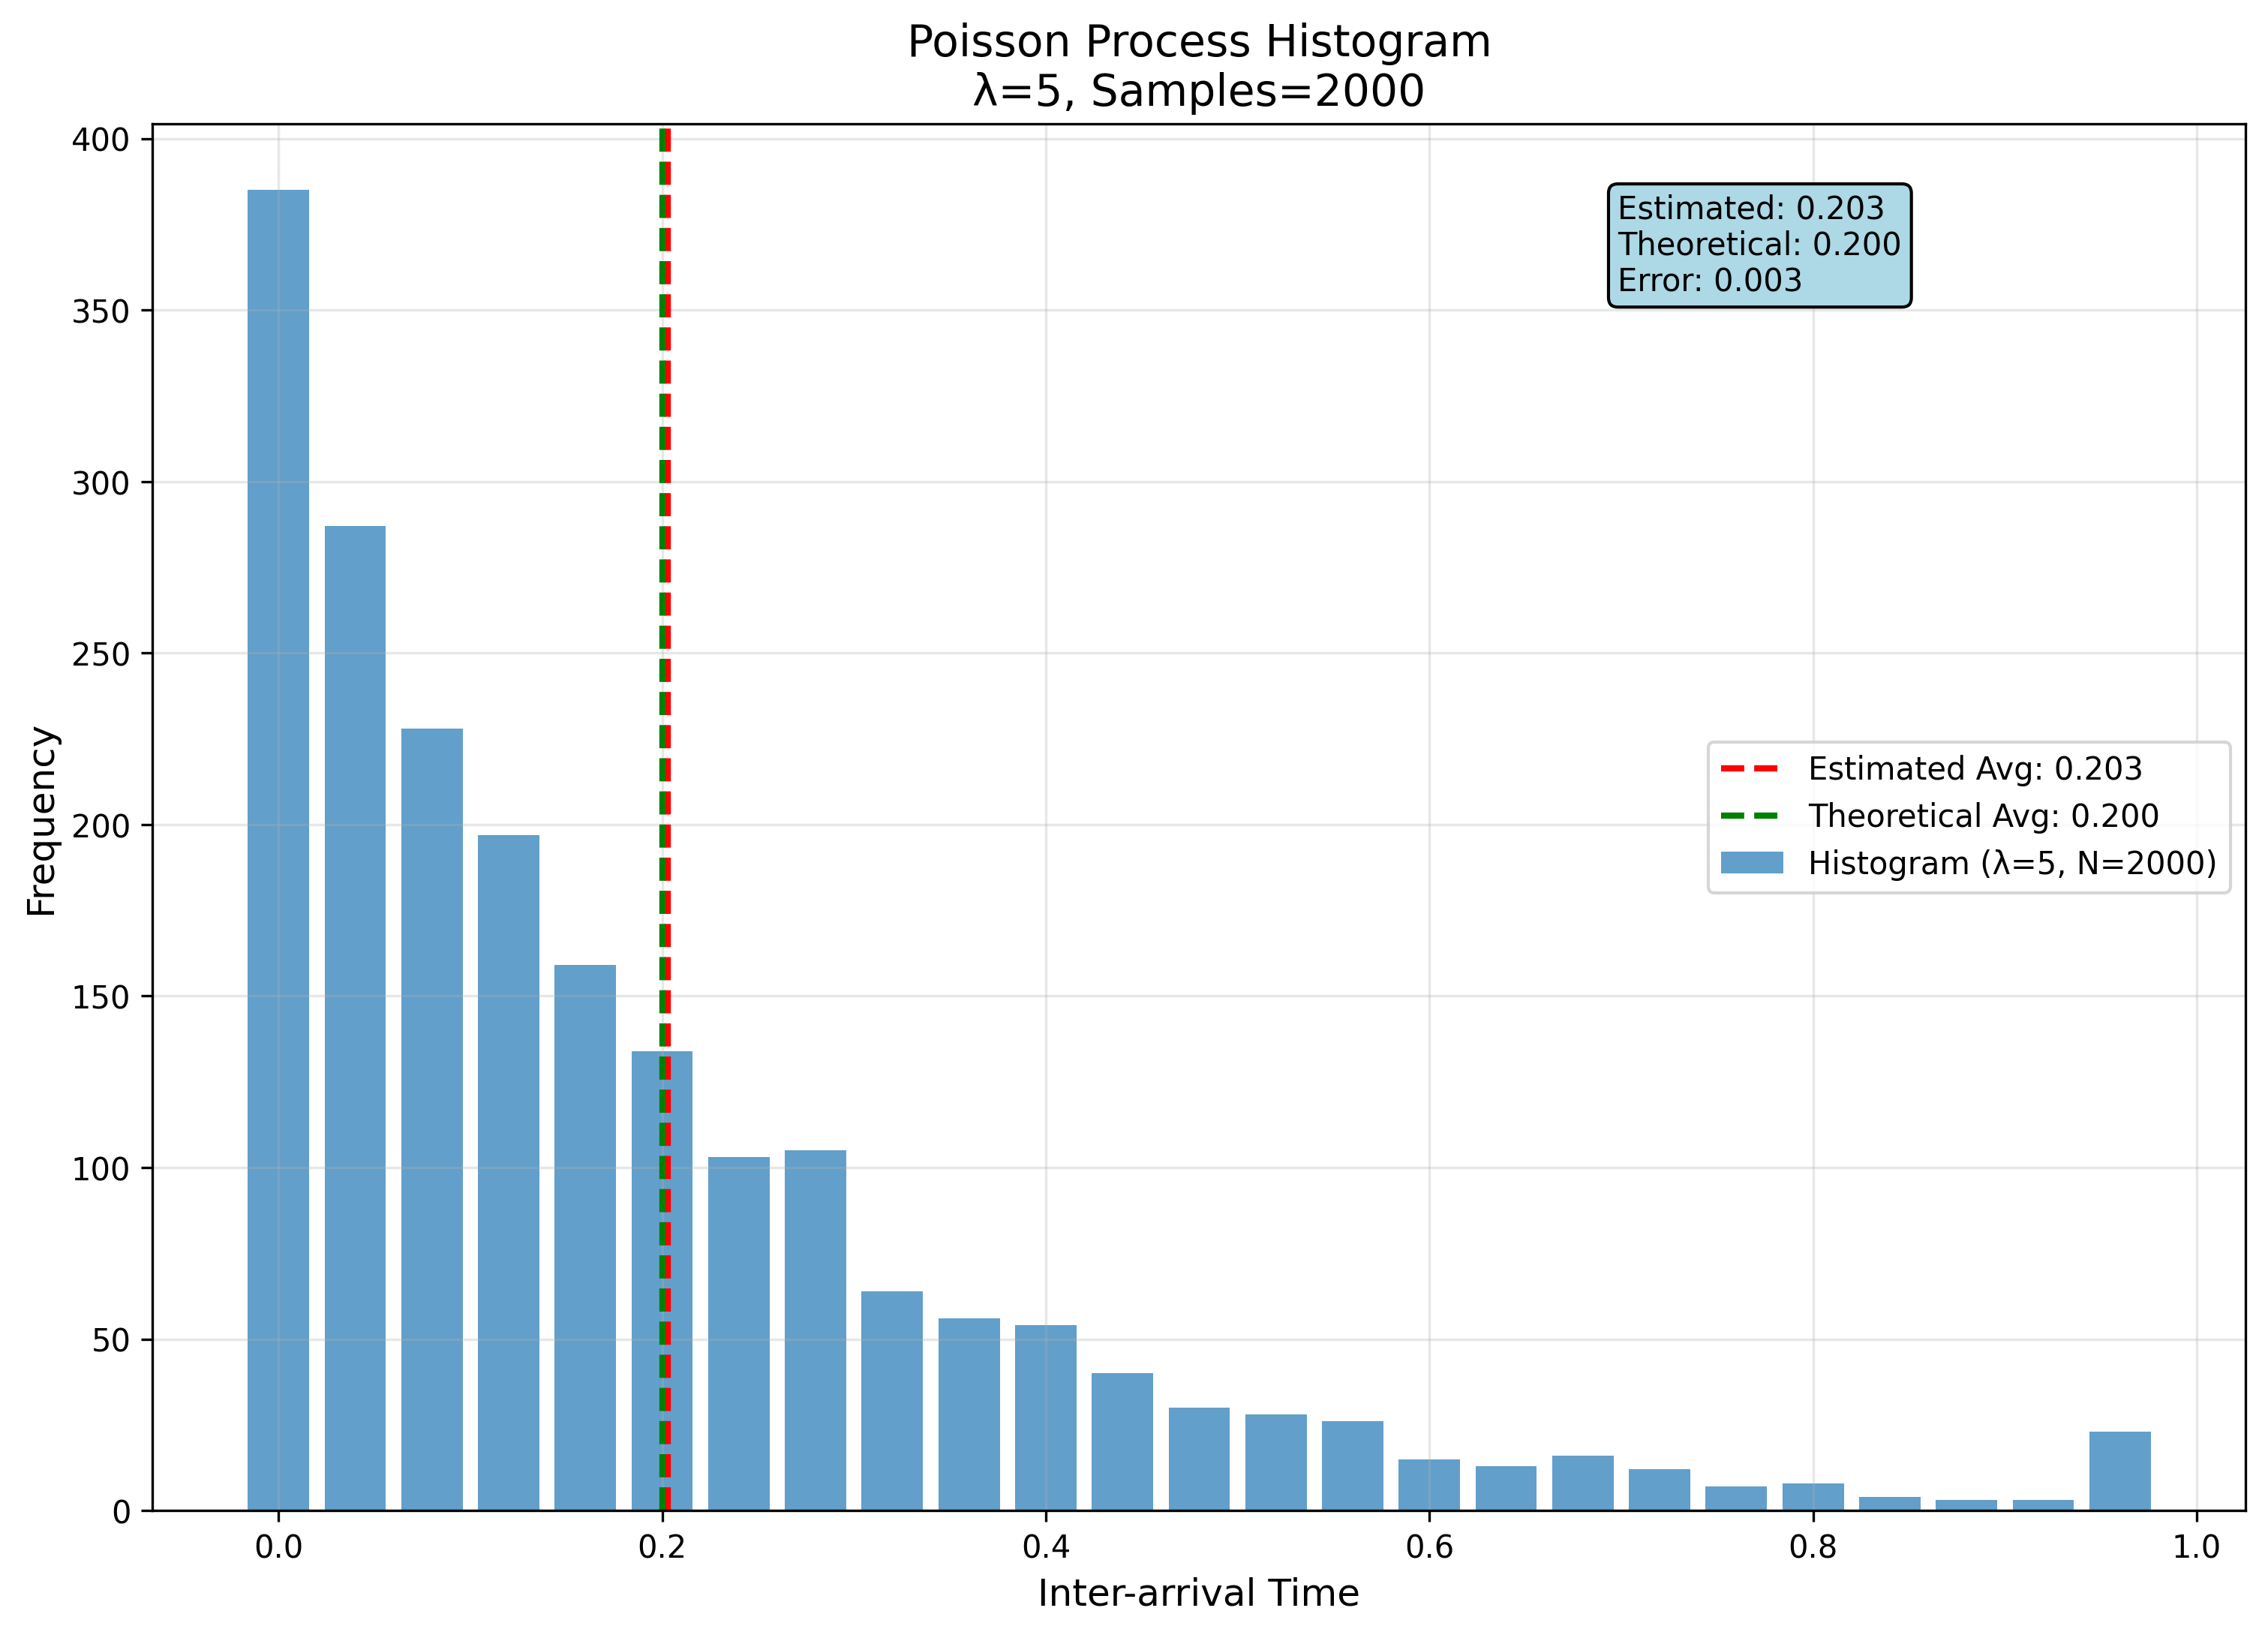 Poisson Process Histogram
λ=5, Samples=2000
400
350
300
250
200
150
100
50
0
Frequency
Estimated: 0.203
Theoretical: 0.200
Error: 0.003
Estimated Avg: 0.203
Theoretical Avg: 0.200
Histogram (λ=5, N=2000)
0.0 0.2 0.4 0.6 0.8 1.0
Inter-arrival Time